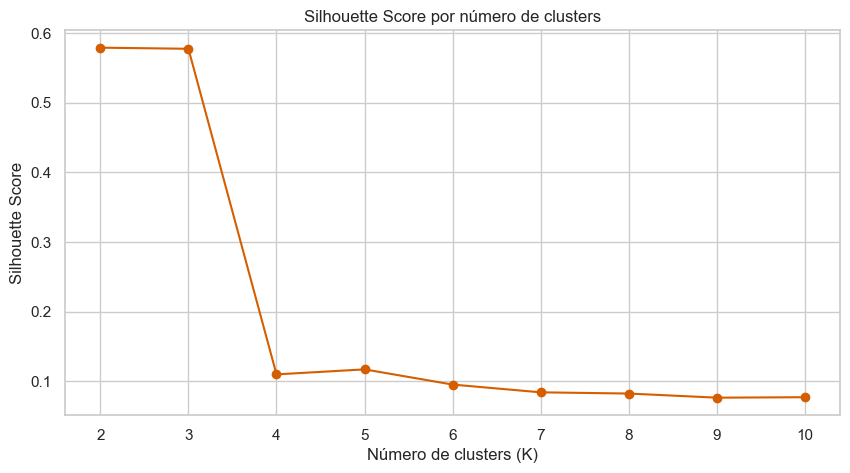 Silhouette Score por número de clusters
Silhouette Score
0.6
0.5
0.4
0.3
0.2
0.1
2 3 4 5 6 7 8 9 10
Número de clusters (K)